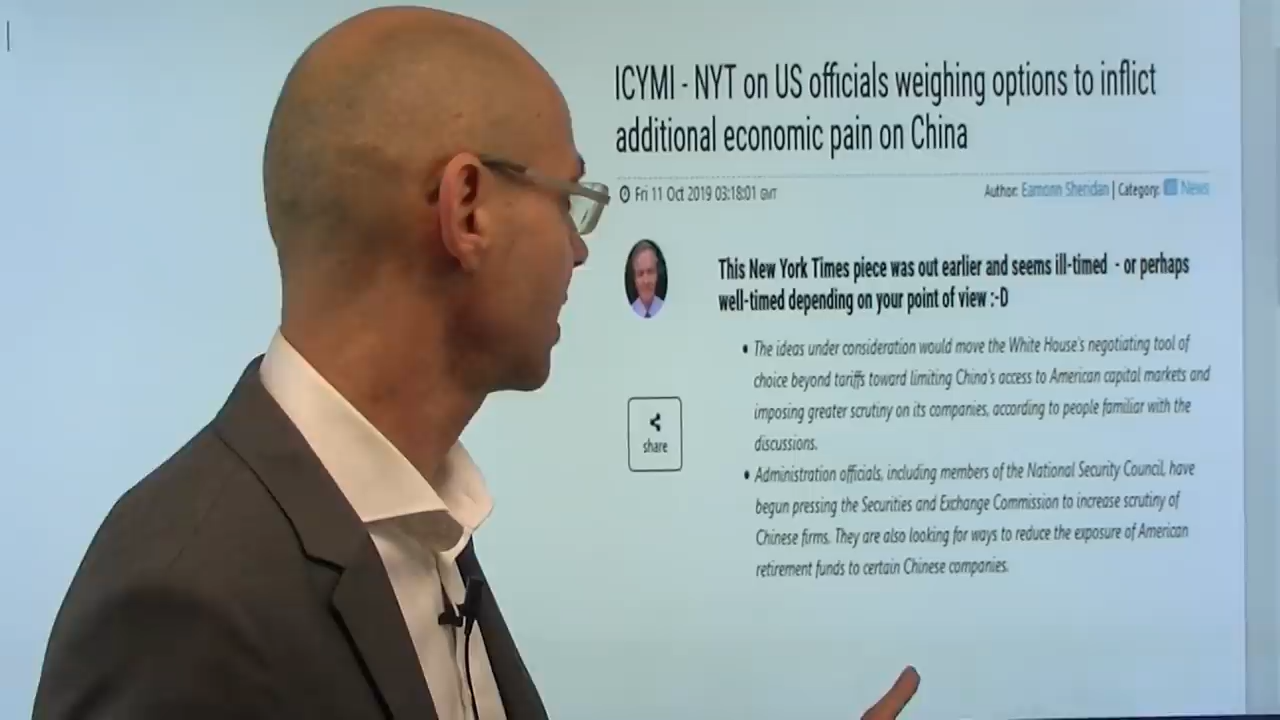 ICYMI - NYT on US officials weighing options to inflict
additional economic pain on China
Fri 11 Oct 2019 03:18:01 GMT
Author: Eamonn Sheridan | Category: News
This New York Times piece was out earlier and seems ill-timed - or perhaps
well-timed depending on your point of view :-D
• The ideas under consideration would move the White House's negotiating tool of
choice beyond tariffs toward limiting China's access to American capital markets and
imposing greater scrutiny on its companies, according to people familiar with the
discussions.
share
• Administration officials, including members of the National Security Council, have
begun pressing the Securities and Exchange Commission to increase scrutiny of
Chinese firms. They are also looking for ways to reduce the exposure of American
retirement funds to certain Chinese companies.